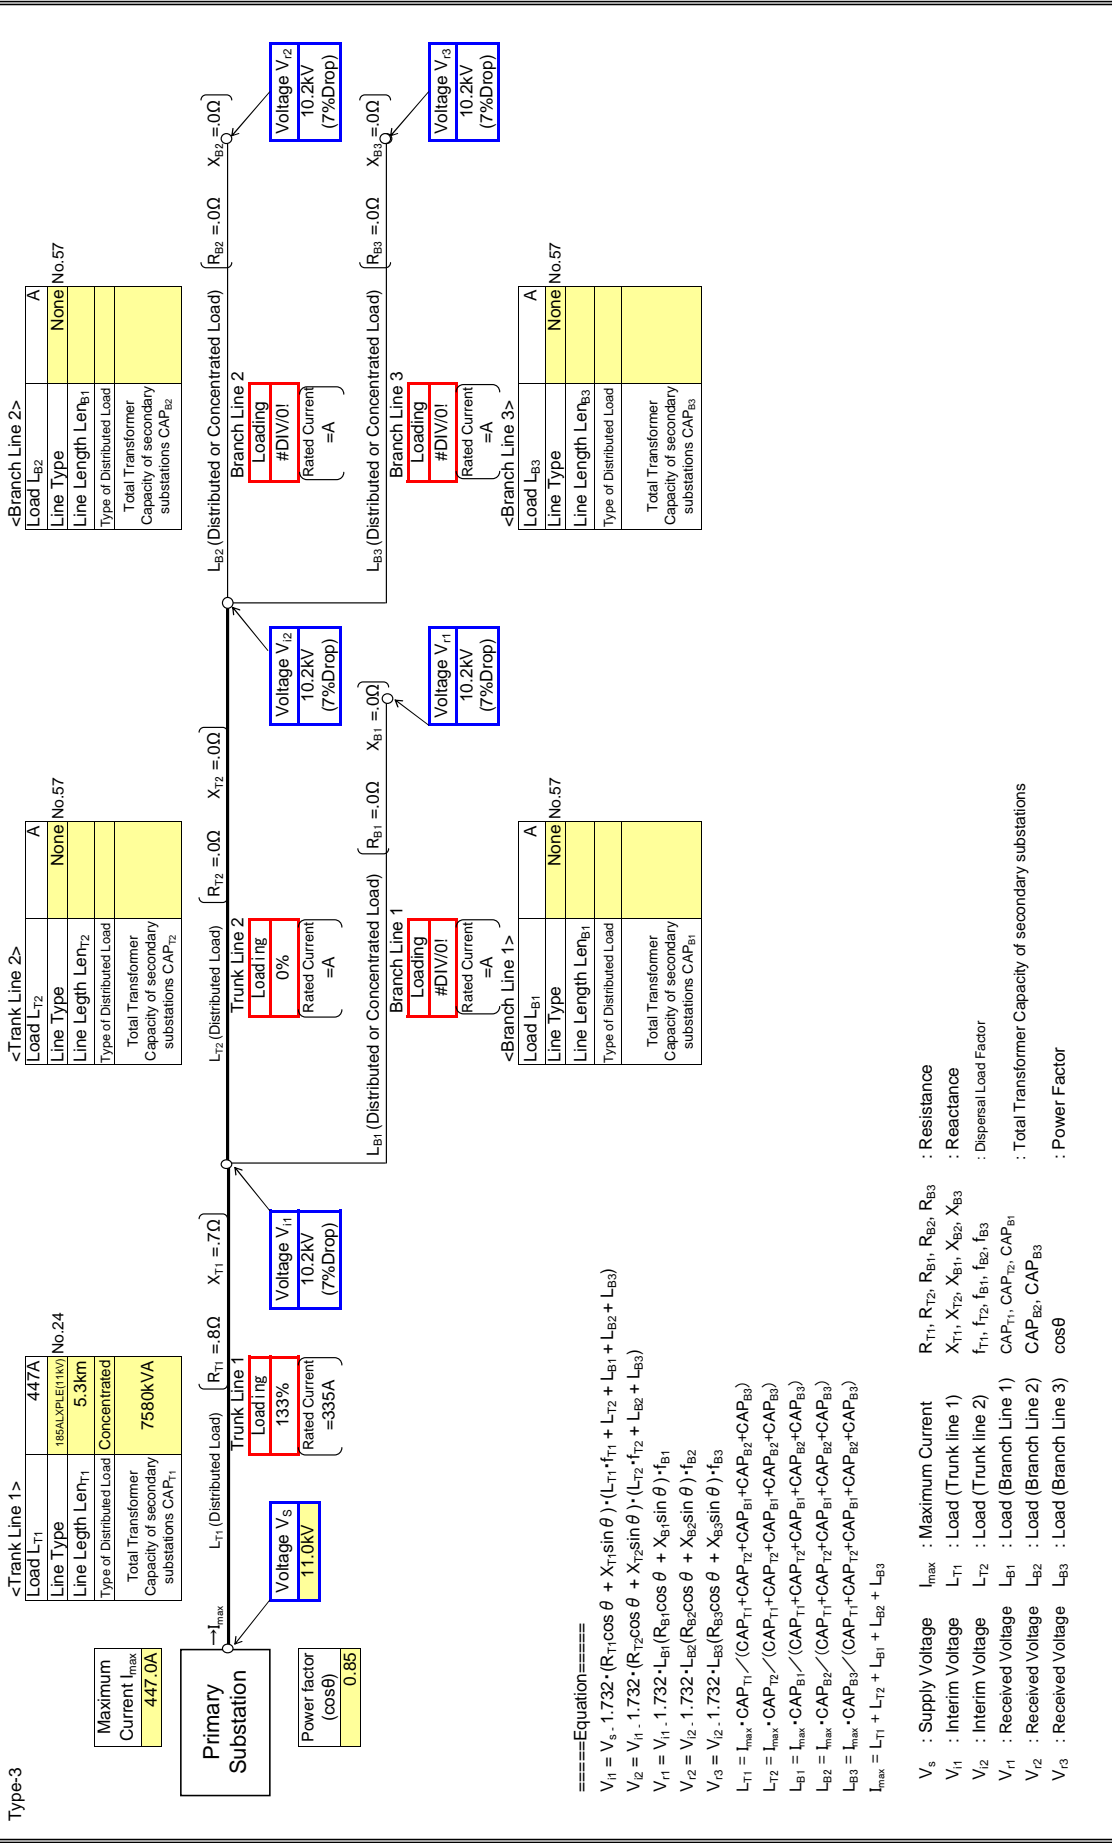 Type-3
<Trank Line 1>
Load LT1 447A
Line Type 185ALXPLE(11kV) No.24
Line Legth LenT1 5.3km
Type of Distributed Load Concentrated
Total Transformer Capacity of secondary substations CAPT1 7580kVA
<Trank Line 2>
Load LT2 A
Line Type None No.57
Line Length LenT2
Type of Distributed Load
Total Transformer Capacity of secondary substations CAPT2
<Branch Line 2>
Load LB2 A
Line Type None No.57
Line Length LenB1
Type of Distributed Load
Total Transformer Capacity of secondary substations CAPB2
Maximum
Current Imax
447.0A
Primary
Substation
→Imax
Power factor
(cosθ)
0.85
Voltage VS
11.0kV
LT1 (Distributed Load)
RT1 =.8Ω XT1 =.7Ω
Trunk Line 1
Loading
133%
Rated Current
=335A
Voltage Vi1
10.2kV
(7%Drop)
LT2 (Distributed Load)
RT2 =.0Ω XT2 =.0Ω
Trunk Line 2
Loading
0%
Rated Current
=A
Voltage Vi2
10.2kV
(7%Drop)
LB2 (Distributed or Concentrated Load)
RB2 =.0Ω XB2 =.0Ω
Branch Line 2
Loading
#DIV/0!
Rated Current
=A
Voltage Vr2
10.2kV
(7%Drop)
LB1 (Distributed or Concentrated Load)
RB1 =.0Ω XB1 =.0Ω
Branch Line 1
Loading
#DIV/0!
Rated Current
=A
Voltage Vr1
10.2kV
(7%Drop)
LB3 (Distributed or Concentrated Load)
RB3 =.0Ω XB3 =.0Ω
Branch Line 3
Loading
#DIV/0!
Rated Current
=A
Voltage Vr3
10.2kV
(7%Drop)
<Branch Line 1>
Load LB1 A
Line Type None No.57
Line Length LenB1
Type of Distributed Load
Total Transformer Capacity of secondary substations CAPB1
<Branch Line 3>
Load LB3 A
Line Type None No.57
Line Length LenB3
Type of Distributed Load
Total Transformer Capacity of secondary substations CAPB3
=====Equation=====
Vi1 = Vs - 1.732・(RT1cos θ + XT1sin θ)・(LT1・fT1 + LT2 + LB1 + LB2 + LB3)
Vi2 = Vi1 - 1.732・(RT2cos θ + XT2sin θ)・(LT2・fT2 + LB2 + LB3)
Vr1 = Vi1 - 1.732・LB1(RB1cos θ + XB1sin θ)・fB1
Vr2 = Vi2 - 1.732・LB2(RB2cos θ + XB2sin θ)・fB2
Vr3 = Vi2 - 1.732・LB3(RB3cos θ + XB3sin θ)・fB3
LT1 = Imax・CAPT1／(CAPT1+CAPT2+CAPB1+CAPB2+CAPB3)
LT2 = Imax・CAPT2／(CAPT1+CAPT2+CAPB1+CAPB2+CAPB3)
LB1 = Imax・CAPB1／(CAPT1+CAPT2+CAPB1+CAPB2+CAPB3)
LB2 = Imax・CAPB2／(CAPT1+CAPT2+CAPB1+CAPB2+CAPB3)
LB3 = Imax・CAPB3／(CAPT1+CAPT2+CAPB1+CAPB2+CAPB3)
Imax = LT1 + LT2 + LB1 + LB2 + LB3
Vs : Supply Voltage Imax : Maximum Current RT1, RT2, RB1, RB2, RB3 : Resistance
Vi1 : Interim Voltage LT1 : Load (Trunk line 1) XT1, XT2, XB1, XB2, XB3 : Reactance
Vi2 : Interim Voltage LT2 : Load (Trunk line 2) fT1, fT2, fB1, fB2, fB3 : Dispersal Load Factor
Vr1 : Received Voltage LB1 : Load (Branch Line 1) CAPT1, CAPT2, CAPB1 : Total Transformer Capacity of secondary substations
Vr2 : Received Voltage LB2 : Load (Branch Line 2) CAPB2, CAPB3
Vr3 : Received Voltage LB3 : Load (Branch Line 3) cosθ : Power Factor